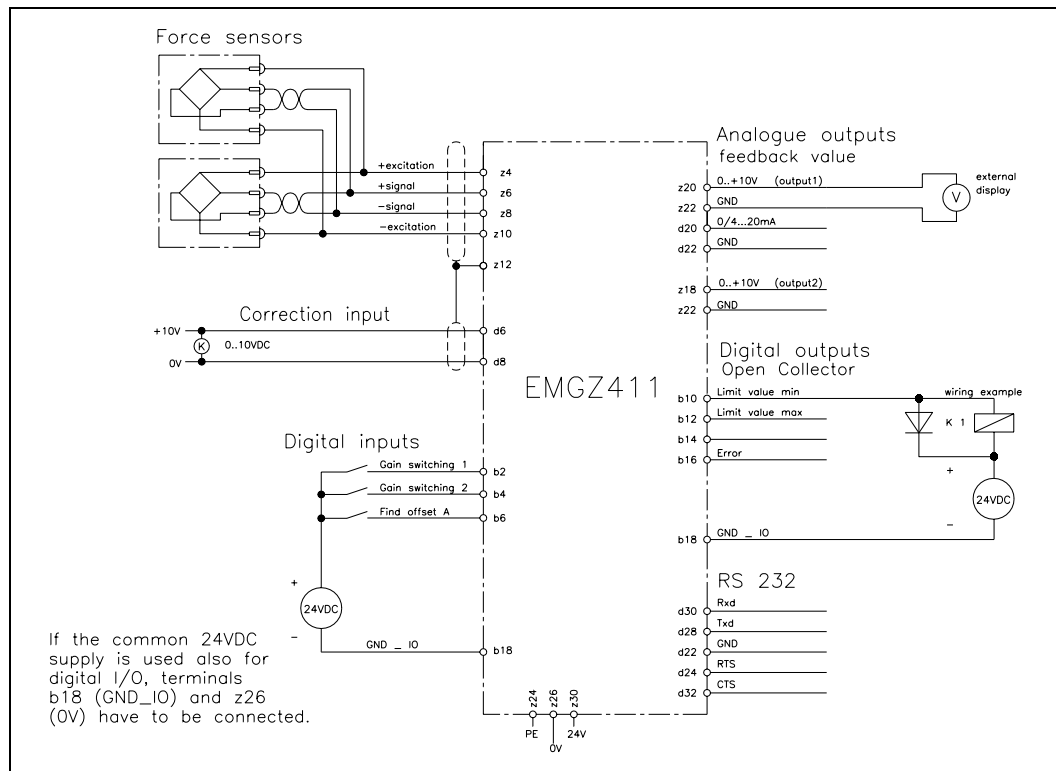 Force sensors
+excitation
z4
+signal
z6
−signal
z8
−excitation
z10
z12
Correction input
+10V
d6
K
0..10VDC
0V
d8
Digital inputs
Gain switching 1
b2
Gain switching 2
b4
Find offset A
b6
+
24VDC
−
GND _ IO
b18
If the common 24VDC
supply is used also for
digital I/O, terminals
b18 (GND_IO) and z26
(0V) have to be connected.
EMGZ411
z24
z26
z30
PE
0V
24V
Analogue outputs
feedback value
z20
0..+10V (output1)
z22
GND
V
external
display
d20
0/4...20mA
d22
GND
z18
0..+10V (output2)
z22
GND
Digital outputs
Open Collector
b10
Limit value min
wiring example
b12
Limit value max
K 1
b14
b16
Error
+
24VDC
−
b18
GND _ IO
RS 232
d30
Rxd
d28
Txd
d22
GND
d24
RTS
d32
CTS